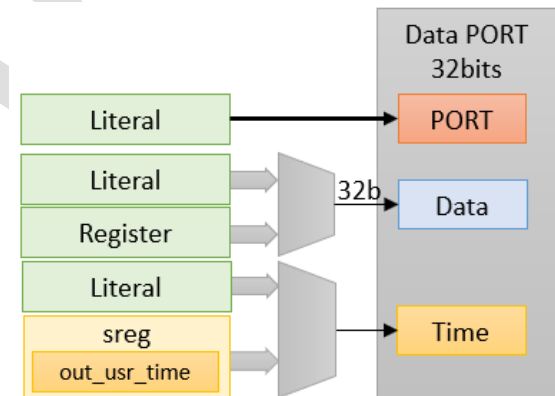 Data PORT
32bits
Literal
PORT
Literal
32b
Data
Register
Literal
sreg
Time
out_usr_time